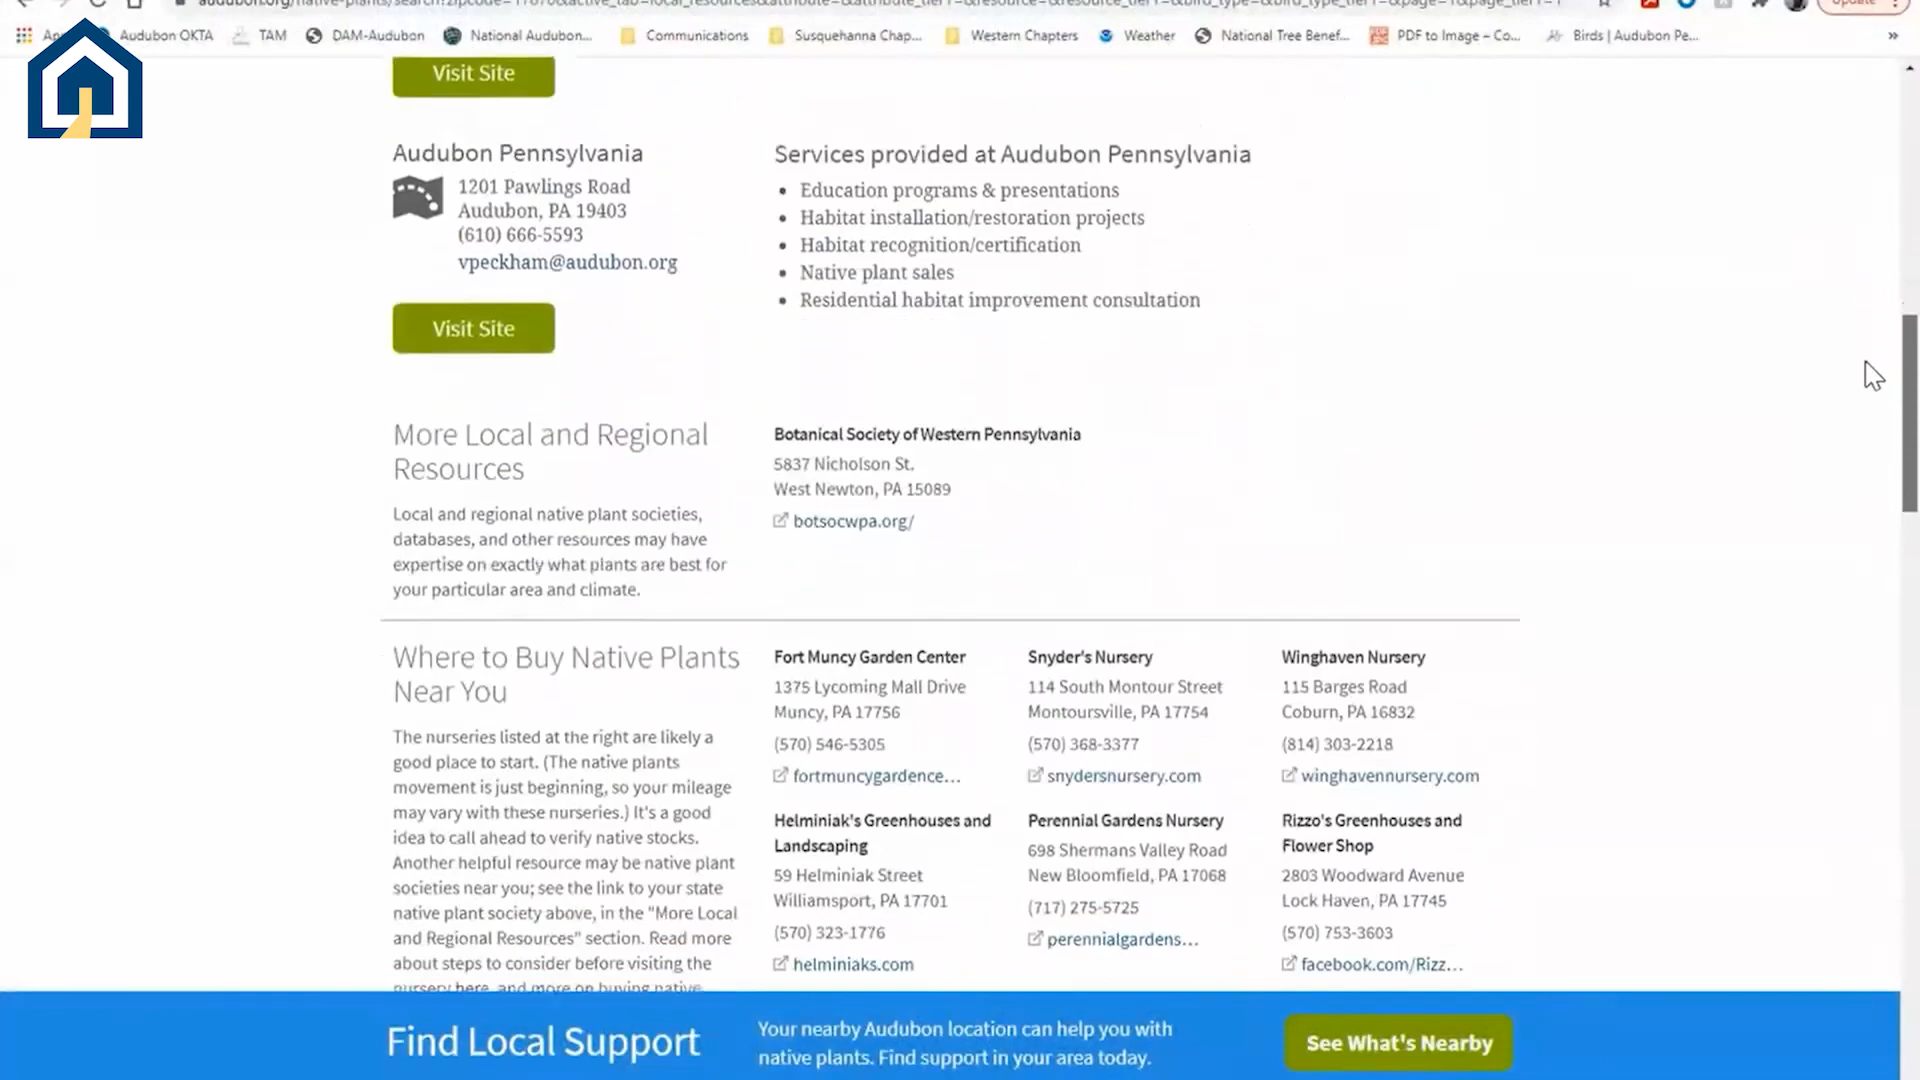 Update
Audubon OKTA
TAM
DAM-Audubon
National Audubon...
Communications
Susquehanna Chap...
Western Chapters
Weather
National Tree Benef...
PDF to Image – Co...
Birds | Audubon Pe...
»
Visit Site
Audubon Pennsylvania
1201 Pawlings Road
Audubon, PA 19403
(610) 666-5593
vpeckham@audubon.org
Visit Site
Services provided at Audubon Pennsylvania
• Education programs & presentations
• Habitat installation/restoration projects
• Habitat recognition/certification
• Native plant sales
• Residential habitat improvement consultation
More Local and Regional
Resources
Local and regional native plant societies,
databases, and other resources may have
expertise on exactly what plants are best for
your particular area and climate.
Botanical Society of Western Pennsylvania
5837 Nicholson St.
West Newton, PA 15089
botsocwpa.org/
Where to Buy Native Plants
Near You
The nurseries listed at the right are likely a
good place to start. (The native plants
movement is just beginning, so your mileage
may vary with these nurseries.) It's a good
idea to call ahead to verify native stocks.
Another helpful resource may be native plant
societies near you; see the link to your state
native plant society above, in the "More Local
and Regional Resources" section. Read more
about steps to consider before visiting the
nursery here, and more on buying native
Fort Muncy Garden Center
1375 Lycoming Mall Drive
Muncy, PA 17756
(570) 546-5305
fortmuncygardence...
Snyder's Nursery
114 South Montour Street
Montoursville, PA 17754
(570) 368-3377
snydersnursery.com
Winghaven Nursery
115 Barges Road
Coburn, PA 16832
(814) 303-2218
winghavennursery.com
Helminiak's Greenhouses and
Landscaping
59 Helminiak Street
Williamsport, PA 17701
(570) 323-1776
helminiaks.com
Perennial Gardens Nursery
698 Shermans Valley Road
New Bloomfield, PA 17068
(717) 275-5725
perennialgardens...
Rizzo's Greenhouses and
Flower Shop
2803 Woodward Avenue
Lock Haven, PA 17745
(570) 753-3603
facebook.com/Rizz...
Find Local Support
Your nearby Audubon location can help you with
native plants. Find support in your area today.
See What's Nearby